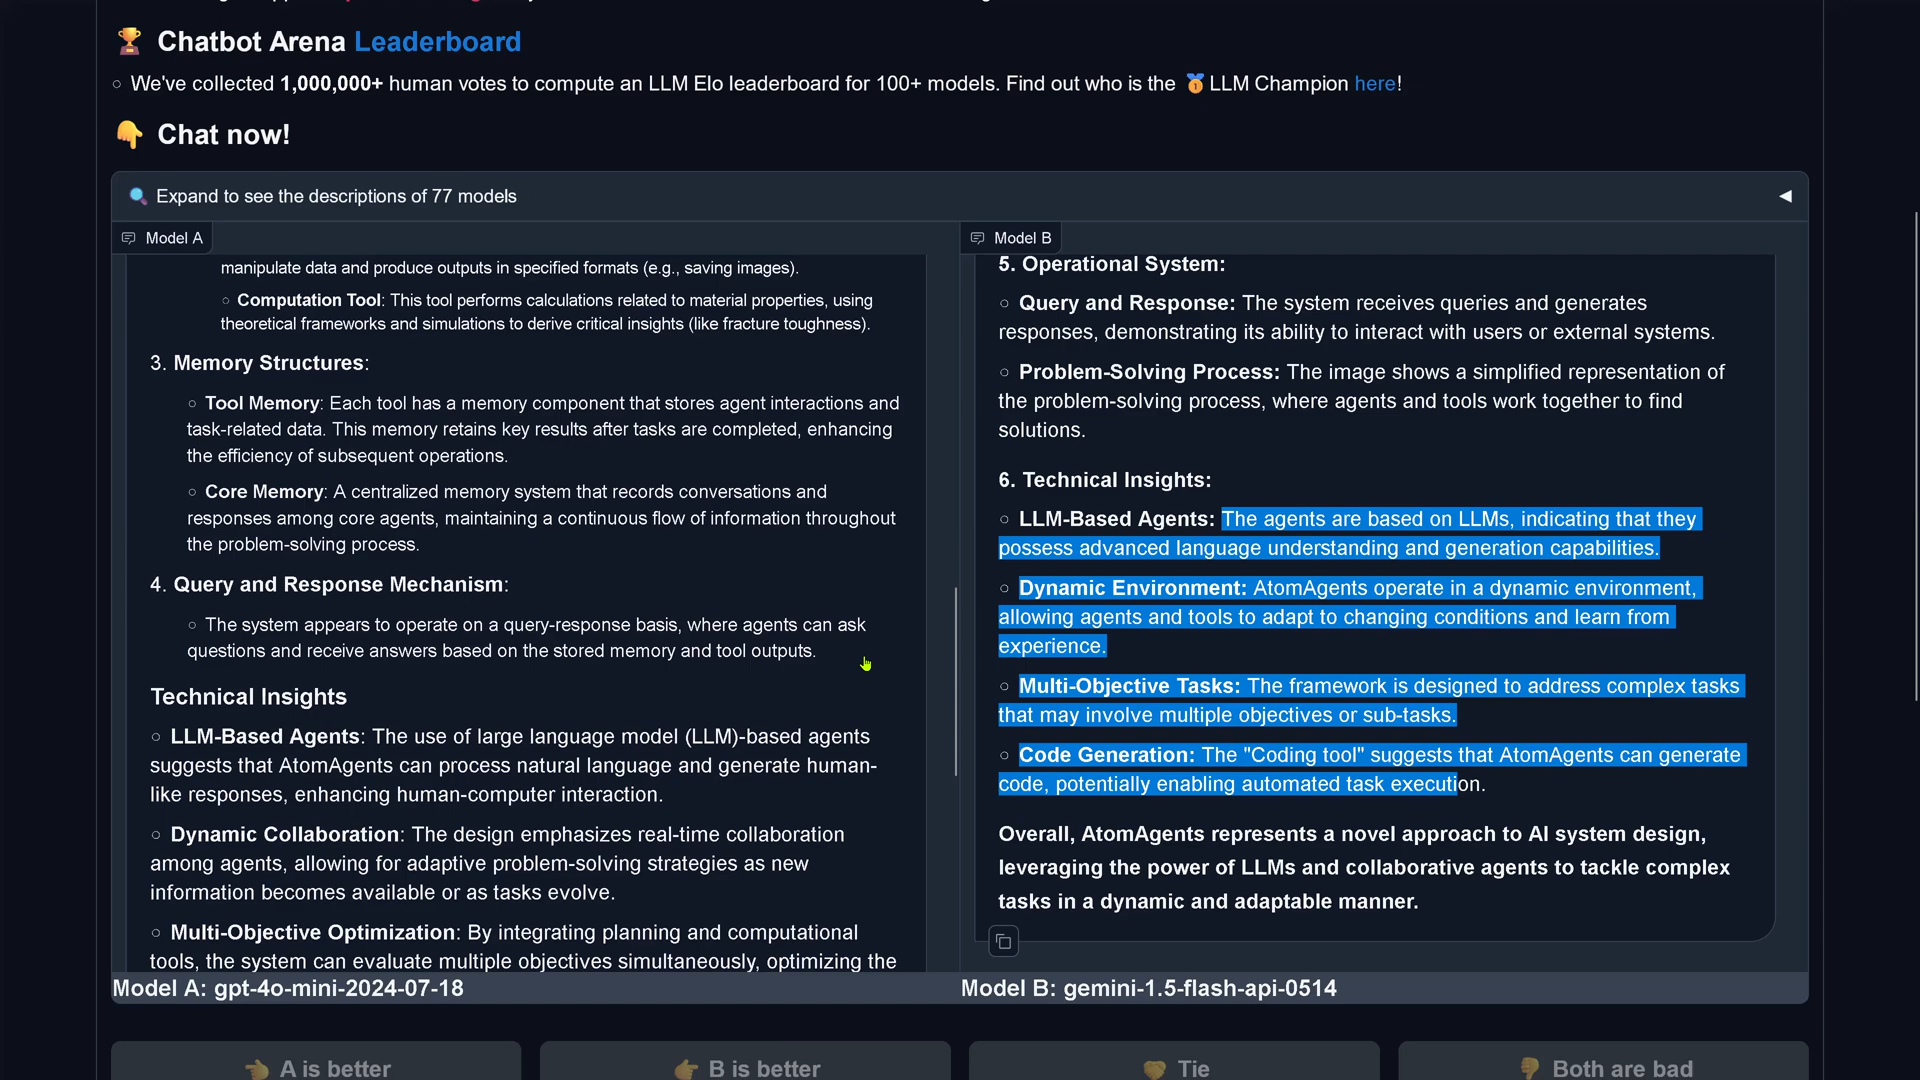 Chatbot Arena Leaderboard
We've collected 1,000,000+ human votes to compute an LLM Elo leaderboard for 100+ models. Find out who is the 🥇LLM Champion here!
Chat now!
Expand to see the descriptions of 77 models
Model A
manipulate data and produce outputs in specified formats (e.g., saving images).
Computation Tool: This tool performs calculations related to material properties, using
theoretical frameworks and simulations to derive critical insights (like fracture toughness).
3. Memory Structures:
Tool Memory: Each tool has a memory component that stores agent interactions and
task-related data. This memory retains key results after tasks are completed, enhancing
the efficiency of subsequent operations.
Core Memory: A centralized memory system that records conversations and
responses among core agents, maintaining a continuous flow of information throughout
the problem-solving process.
4. Query and Response Mechanism:
The system appears to operate on a query-response basis, where agents can ask
questions and receive answers based on the stored memory and tool outputs.
Technical Insights
LLM-Based Agents: The use of large language model (LLM)-based agents
suggests that AtomAgents can process natural language and generate human-
like responses, enhancing human-computer interaction.
Dynamic Collaboration: The design emphasizes real-time collaboration
among agents, allowing for adaptive problem-solving strategies as new
information becomes available or as tasks evolve.
Multi-Objective Optimization: By integrating planning and computational
tools, the system can evaluate multiple objectives simultaneously, optimizing the
Model A: gpt-4o-mini-2024-07-18
Model B
5. Operational System:
Query and Response: The system receives queries and generates
responses, demonstrating its ability to interact with users or external systems.
Problem-Solving Process: The image shows a simplified representation of
the problem-solving process, where agents and tools work together to find
solutions.
6. Technical Insights:
LLM-Based Agents: The agents are based on LLMs, indicating that they
possess advanced language understanding and generation capabilities.
Dynamic Environment: AtomAgents operate in a dynamic environment,
allowing agents and tools to adapt to changing conditions and learn from
experience.
Multi-Objective Tasks: The framework is designed to address complex tasks
that may involve multiple objectives or sub-tasks.
Code Generation: The "Coding tool" suggests that AtomAgents can generate
code, potentially enabling automated task execution.
Overall, AtomAgents represents a novel approach to AI system design,
leveraging the power of LLMs and collaborative agents to tackle complex
tasks in a dynamic and adaptable manner.
Model B: gemini-1.5-flash-api-0514
A is better
B is better
Tie
Both are bad